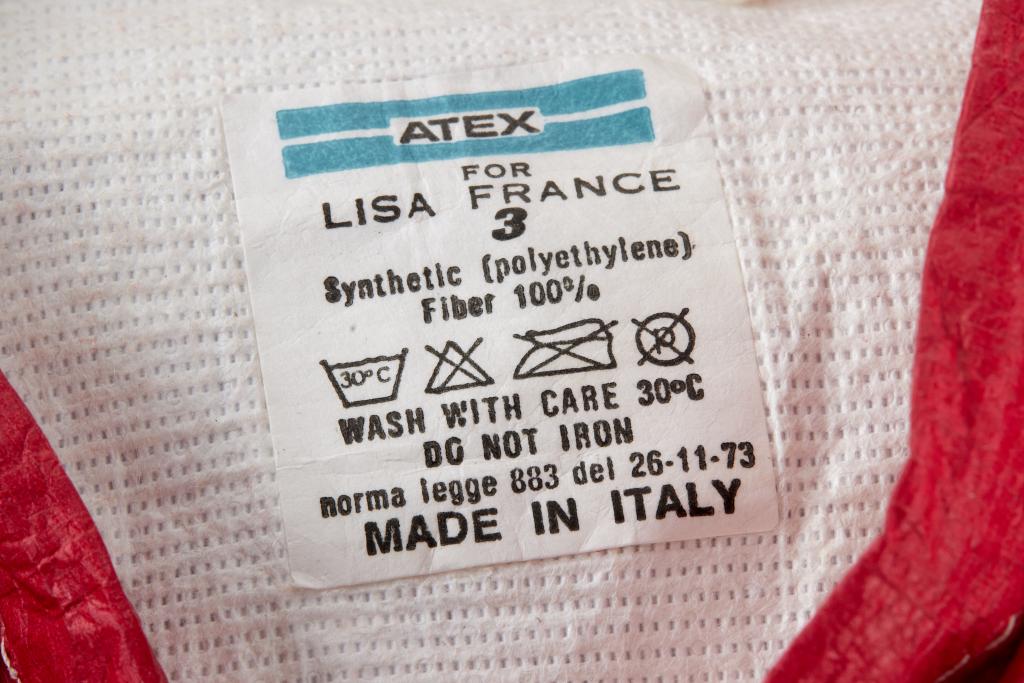 ATEX
FOR
LISA FRANCE
3
Synthetic (polyethylene)
Fiber 100%
30°C P
WASH WITH CARE 30°C
DO NOT IRON
norma legge 883 del 26-11-73
MADE IN ITALY